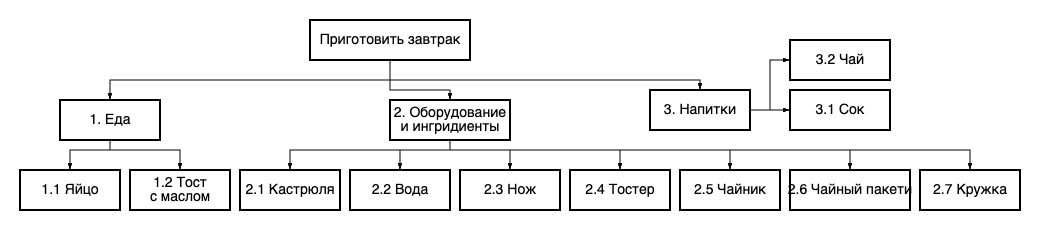 Приготовить завтрак
3.2 Чай
1. Еда
2. Оборудование
и ингридиенты
3. Напитки
3.1 Сок
1.1 Яйцо
1.2 Тост
с маслом
2.1 Кастрюля
2.2 Вода
2.3 Нож
2.4 Тостер
2.5 Чайник
2.6 Чайный пакети
2.7 Кружка